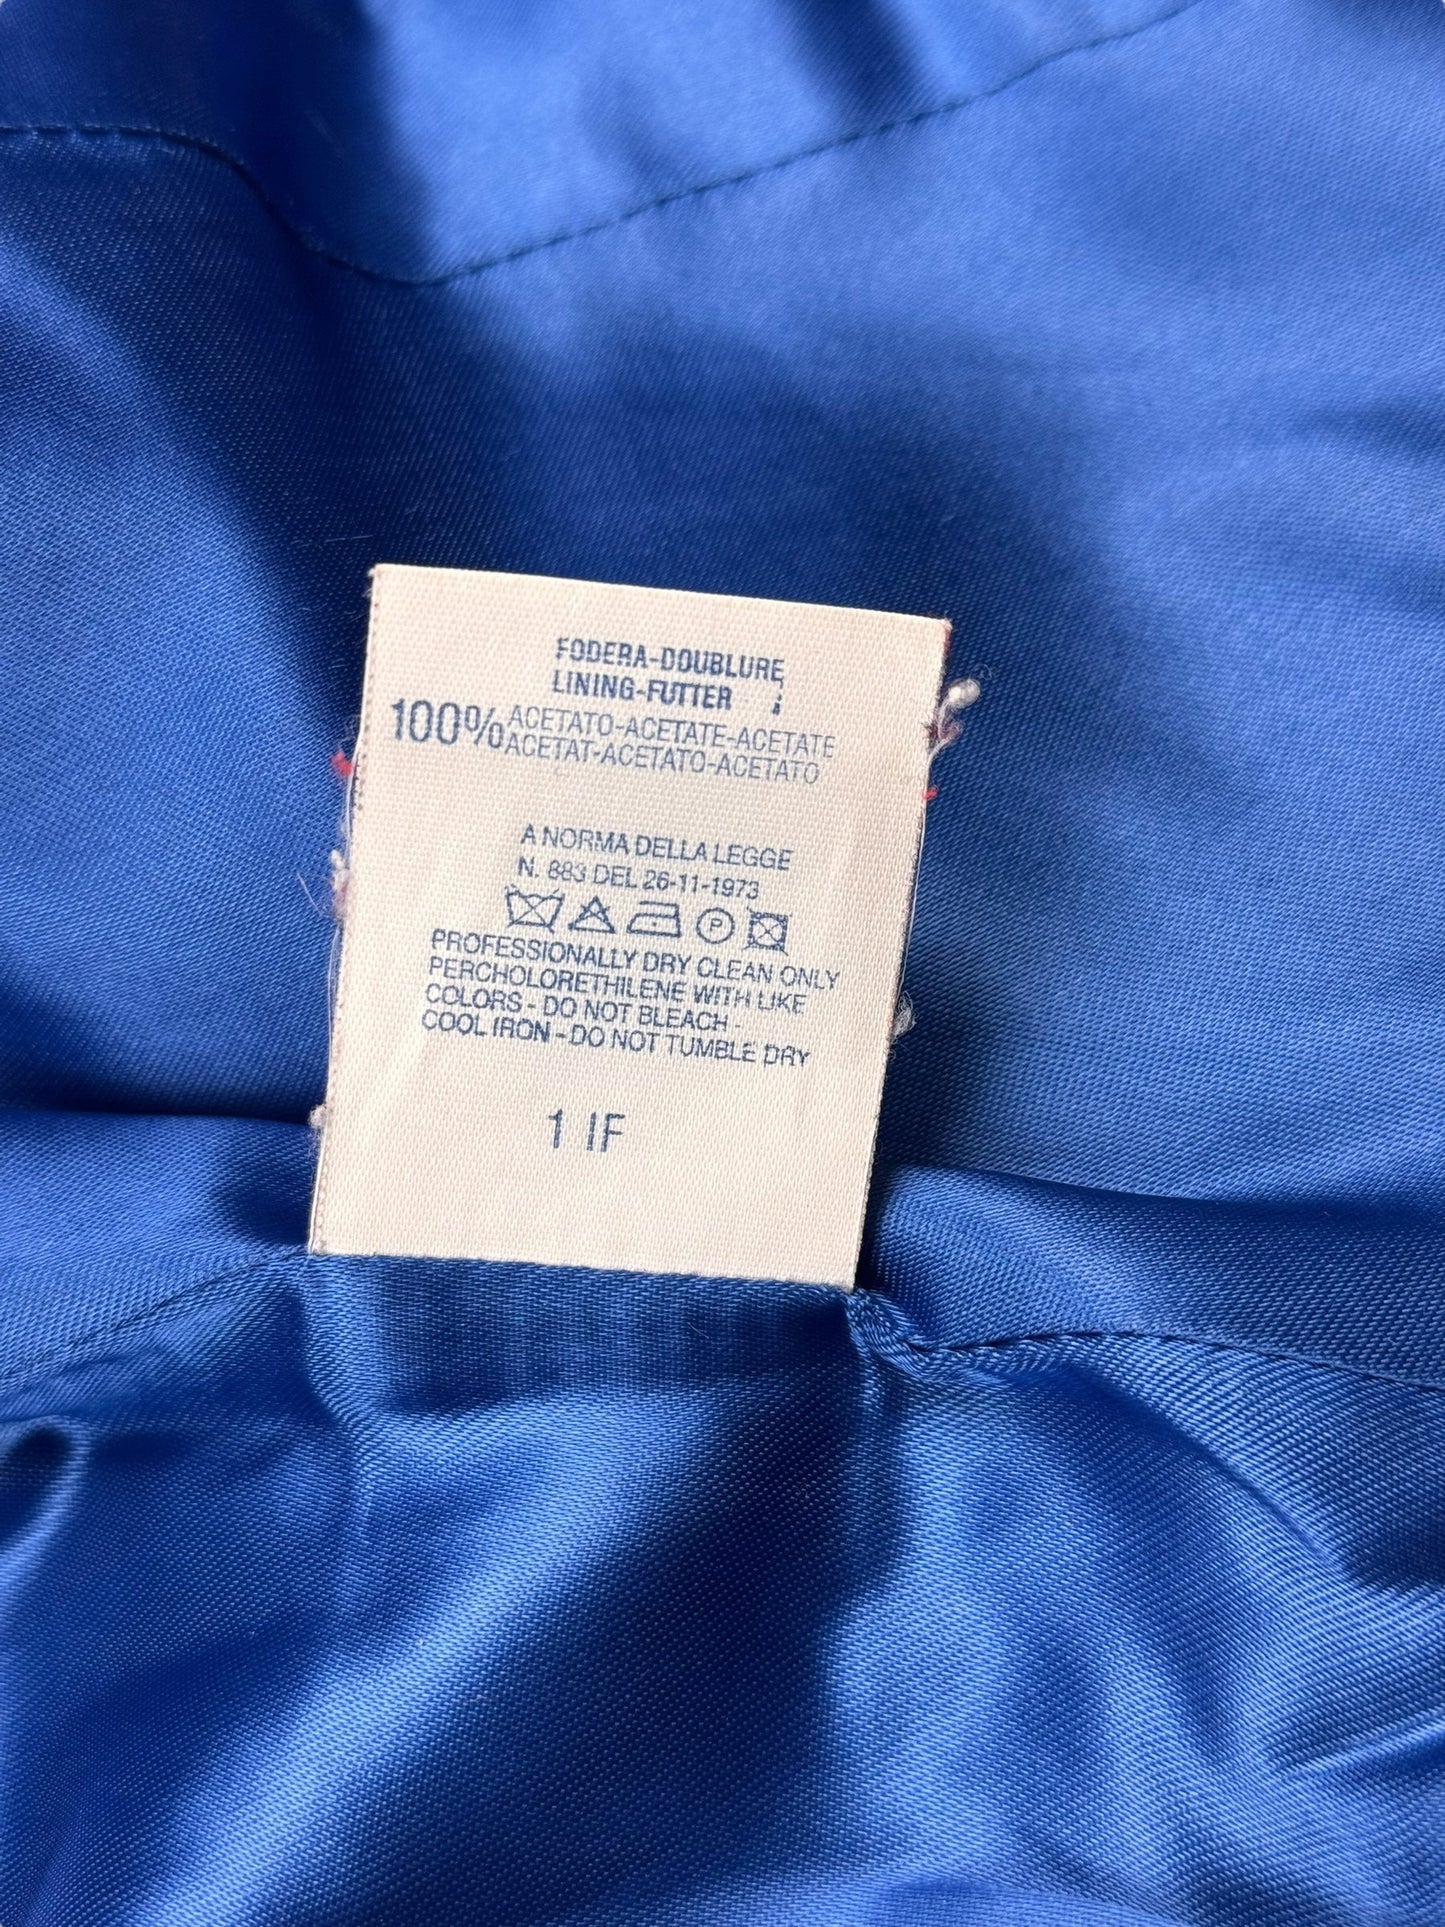 FODERA-DOUBLURE
LINING-FUTTER
100% ACETATO-ACETATE-ACETATE
ACETAT-ACETATO-ACETATO
A NORMA DELLA LEGGE
N. 883 DEL 26-11-1973
P
PROFESSIONALLY DRY CLEAN ONLY
PERCHOLORETHILENE WITH LIKE
COLORS - DO NOT BLEACH -
COOL IRON - DO NOT TUMBLE DRY
1 IF